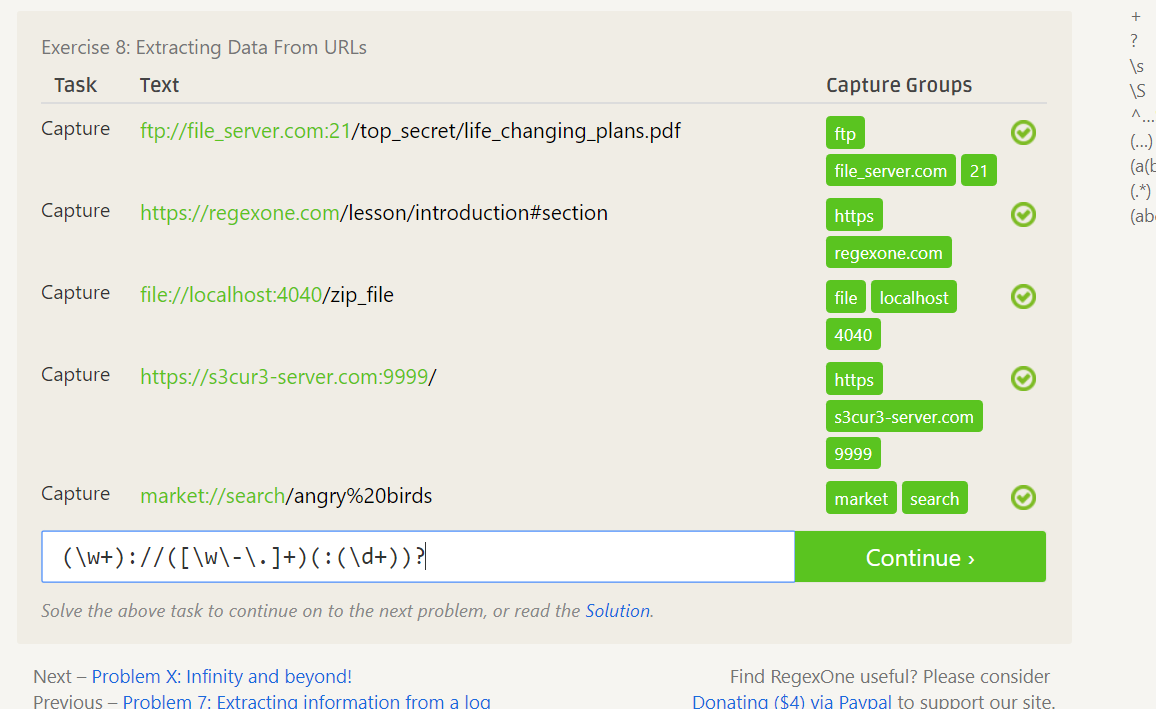 Exercise 8: Extracting Data From URLs
Task Text Capture Groups
Capture ftp://file_server.com:21/top_secret/life_changing_plans.pdf ftp
file_server.com 21
Capture https://regexone.com/lesson/introduction#section https
regexone.com
Capture file://localhost:4040/zip_file file localhost
4040
Capture https://s3cur3-server.com:9999/ https
s3cur3-server.com
9999
Capture market://search/angry%20birds market search
(\w+)://([\w\-\.]+)(:(\d+))?
Continue ›
Solve the above task to continue on to the next problem, or read the Solution.
Next – Problem X: Infinity and beyond!
Previous – Problem 7: Extracting information from a log
Find RegexOne useful? Please consider
Donating ($4) via Paypal to support our site.
+
?
\s
\S
^...
(...)
(a(b
(.*)
(ab